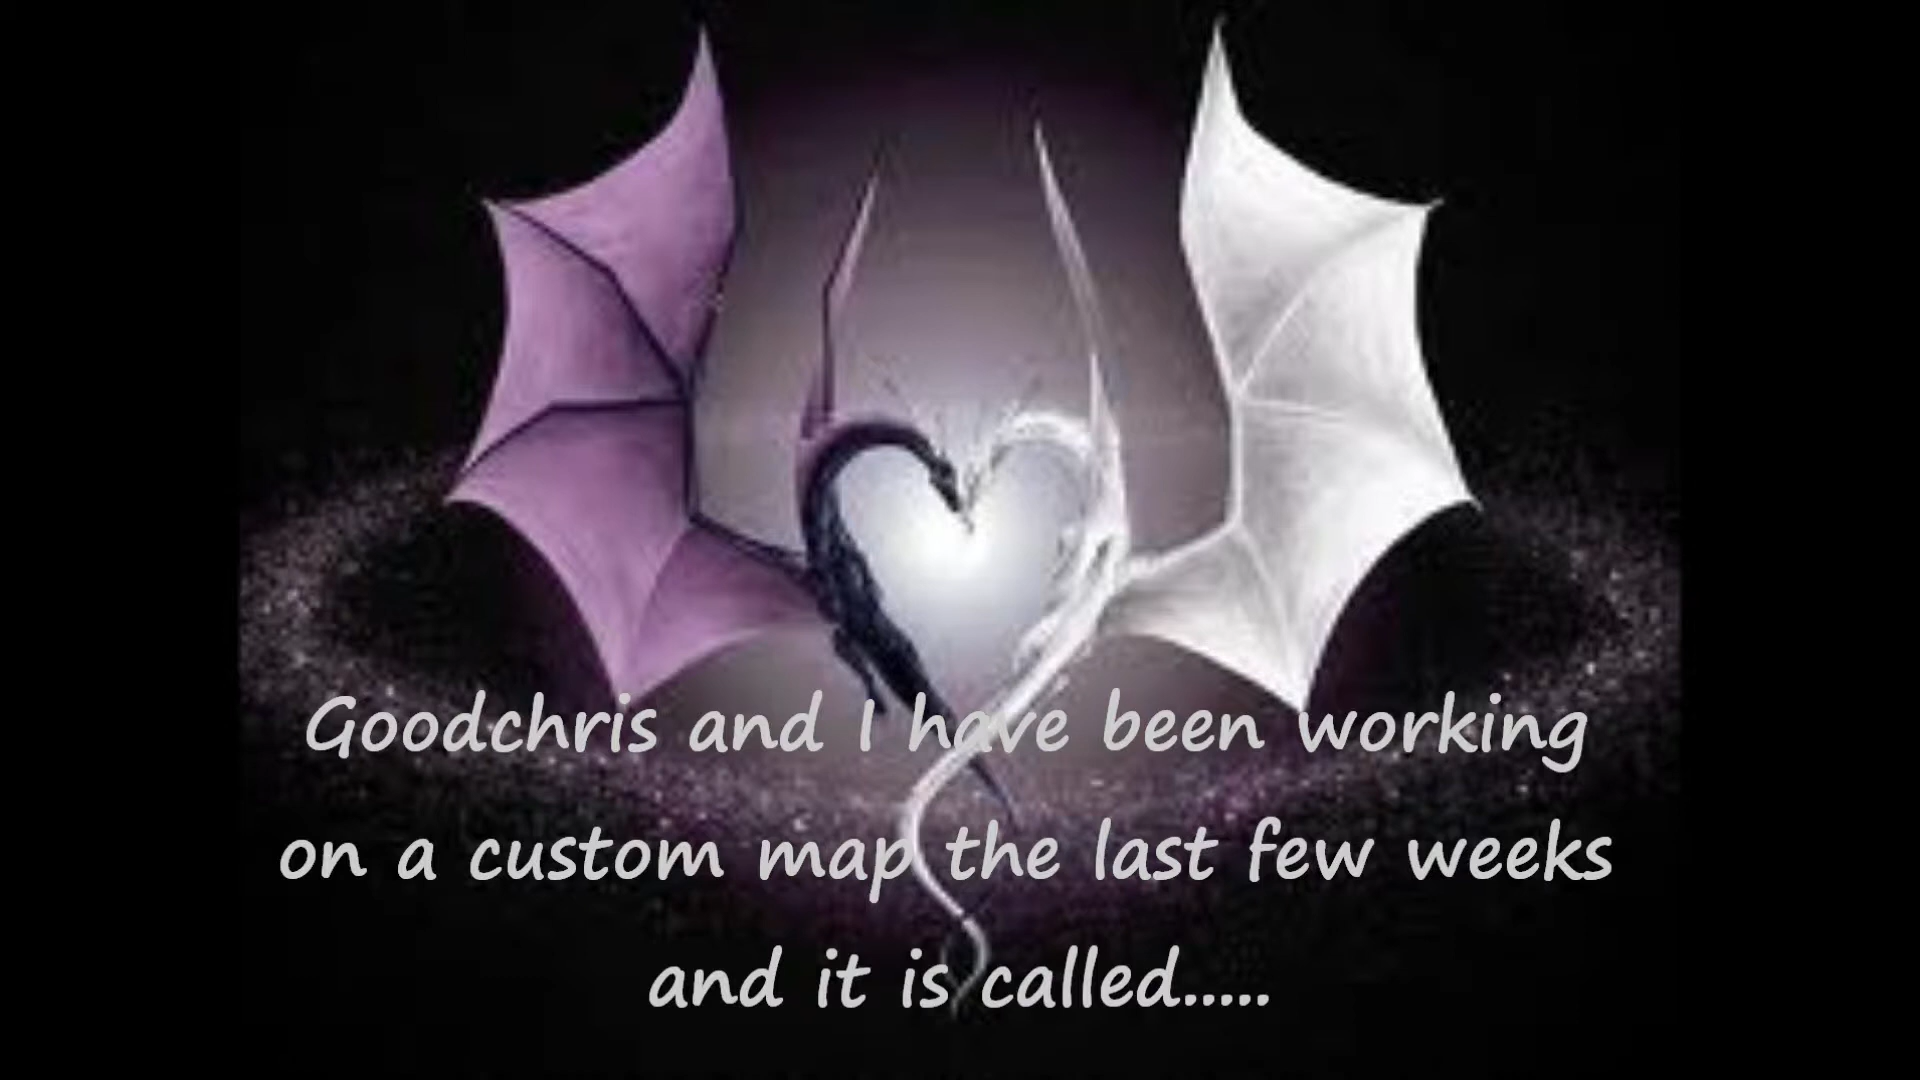 Goodchris and I have been working
on a custom map the last few weeks
and it is called.....